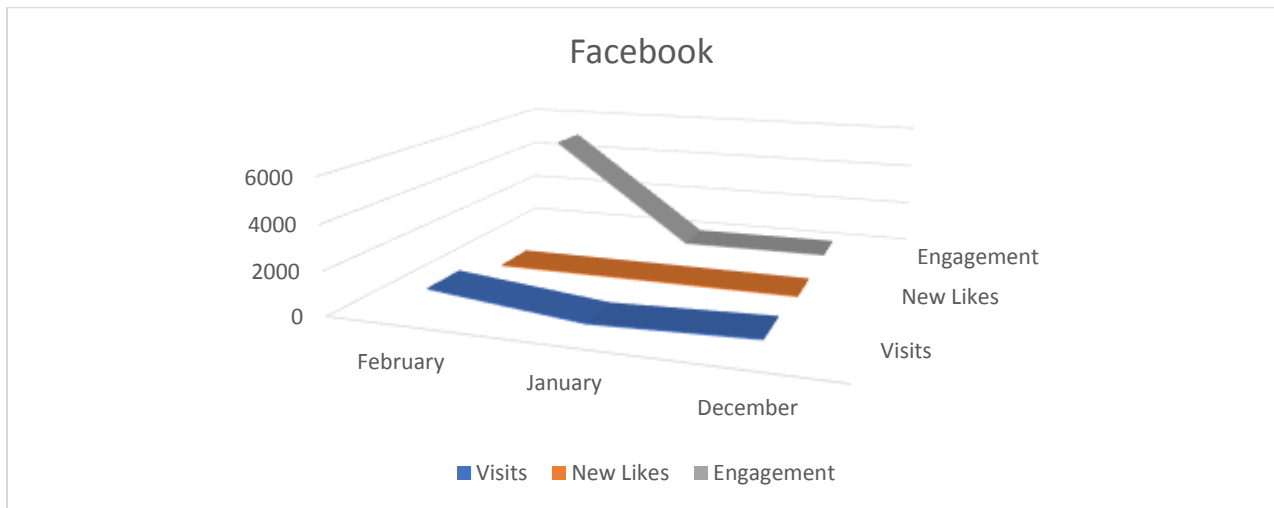 Facebook
6000
4000
2000
0
February
January
December
Engagement
New Likes
Visits
Visits New Likes Engagement